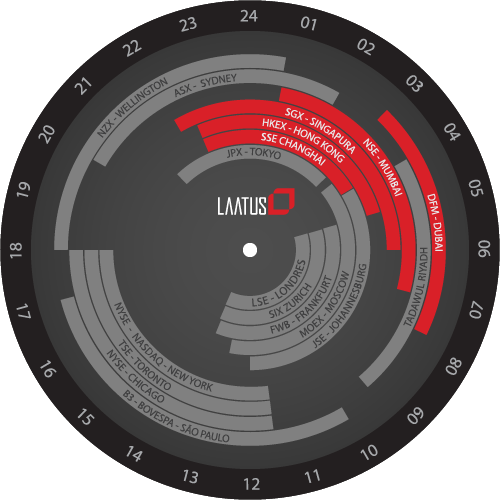 24
01
02
03
04
05
06
07
08
09
10
11
12
13
14
15
16
17
18
19
20
21
22
23
NZX - WELLINGTON
ASX - SYDNEY
SGX - SINGAPURA
HKEX - HONG KONG
SSE CHANGHAI
JPX - TOKYO
NSE - MUMBAI
DFM - DUBAI
TADAWUL RIYADH
LAATUS
LSE - LONDRES
SIX ZURICH
FWB - FRANKFURT
MOEX - MOSCOW
JSE - JOHANNESBURG
NYSE - NASDAQ - NEW YORK
TSE - TORONTO
NYSE - CHICAGO
B3 - BOVESPA - SÃO PAULO